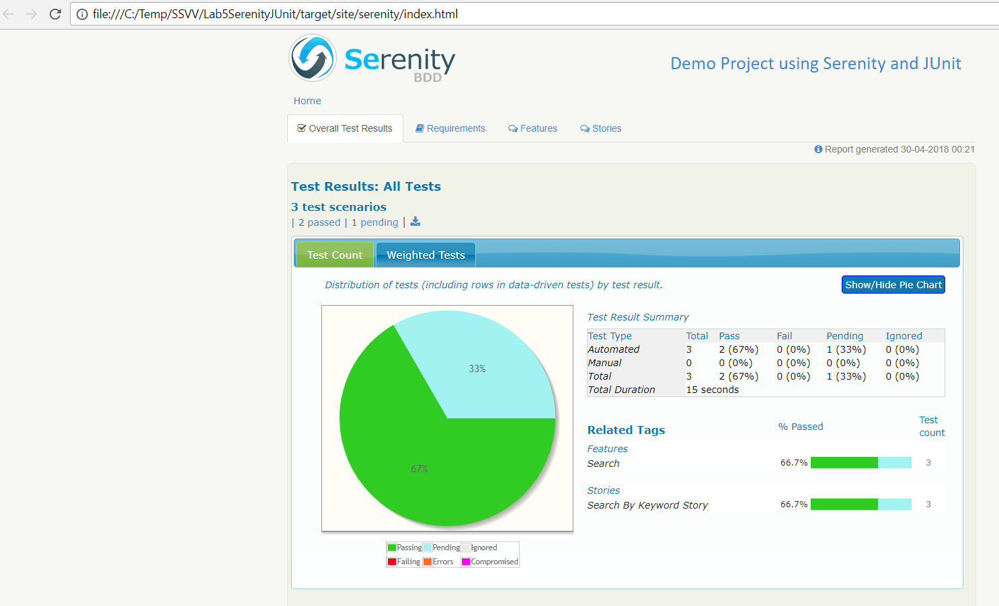 file:///C:/Temp/SSVV/Lab5SerenityJUnit/target/site/serenity/index.html
Serenity
BDD
Demo Project using Serenity and JUnit
Home
Overall Test Results Requirements Features Stories
Report generated 30-04-2018 00:21
Test Results: All Tests
3 test scenarios
| 2 passed | 1 pending |
Test Count Weighted Tests
Distribution of tests (including rows in data-driven tests) by test result.
Show/Hide Pie Chart
33%
67%
Passing Pending Ignored
Failing Errors Compromised
Test Result Summary
Test Type Total Pass Fail Pending Ignored
Automated 3 2 (67%) 0 (0%) 1 (33%) 0 (0%)
Manual 0 0 (0%) 0 (0%) 0 (0%) 0 (0%)
Total 3 2 (67%) 0 (0%) 1 (33%) 0 (0%)
Total Duration 15 seconds
Related Tags % Passed Test count
Features
Search 66.7% 3
Stories
Search By Keyword Story 66.7% 3